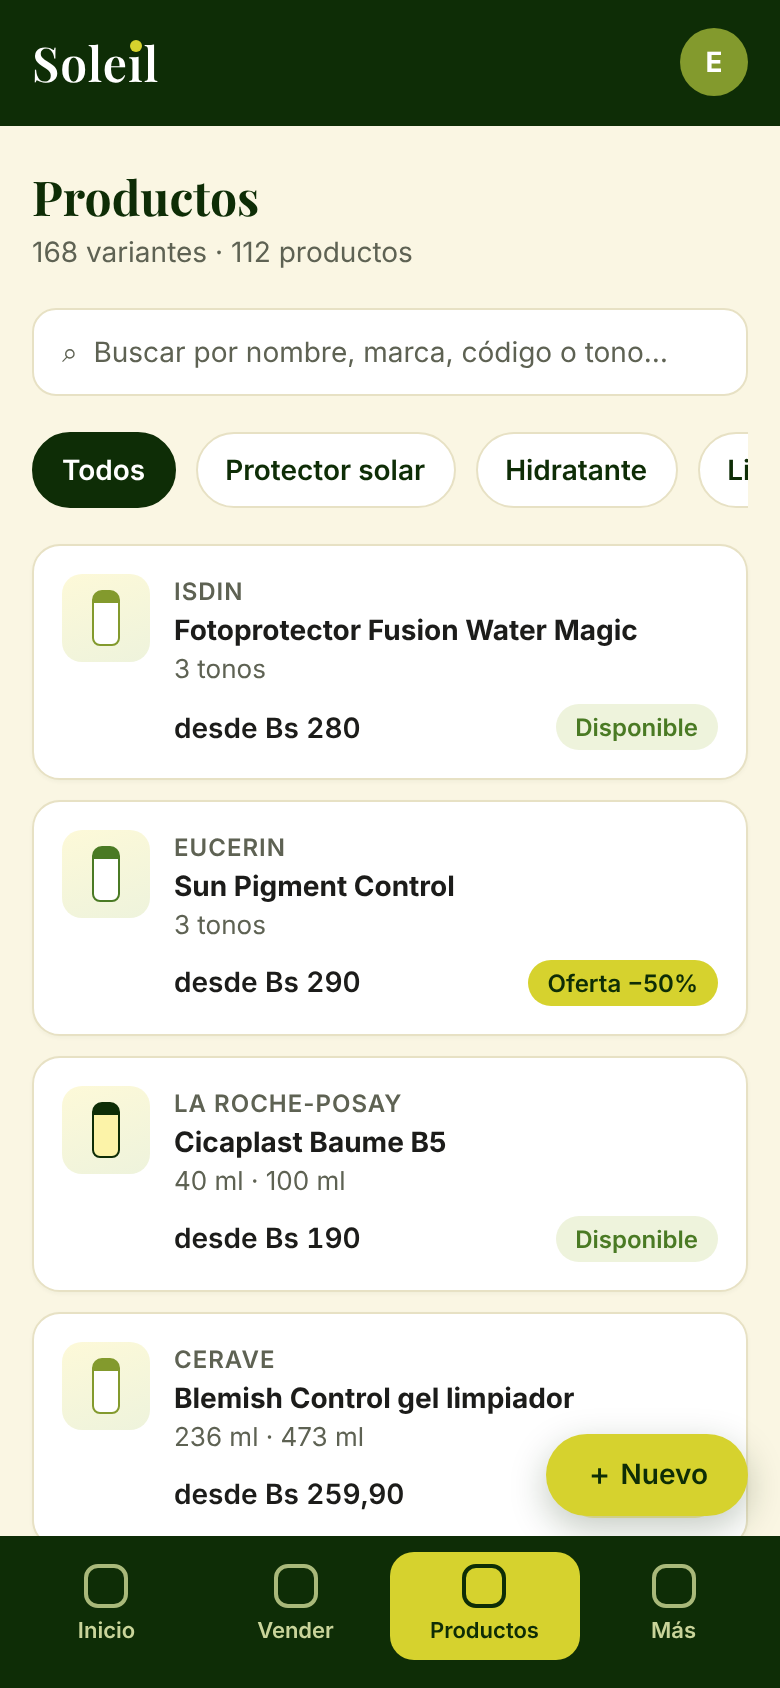 Soleil
E
Productos
168 variantes · 112 productos
Buscar por nombre, marca, código o tono...
Todos
Protector solar
Hidratante
Li
ISDIN
Fotoprotector Fusion Water Magic
3 tonos
desde Bs 280
Disponible
EUCERIN
Sun Pigment Control
3 tonos
desde Bs 290
Oferta −50%
LA ROCHE-POSAY
Cicaplast Baume B5
40 ml · 100 ml
desde Bs 190
Disponible
CERAVE
Blemish Control gel limpiador
236 ml · 473 ml
desde Bs 259,90
+ Nuevo
Inicio
Vender
Productos
Más